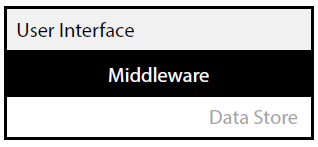 User Interface
Middleware
Data Store